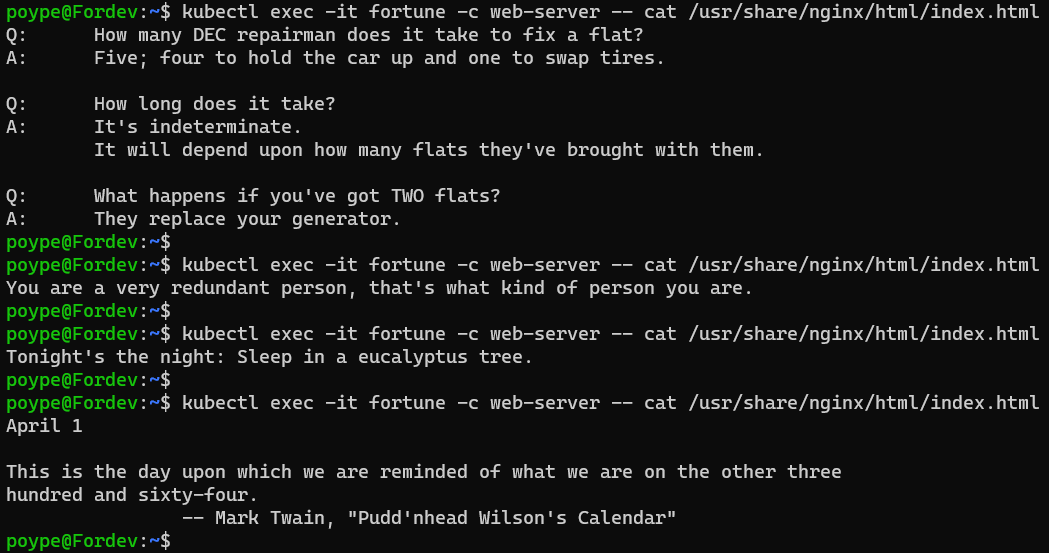 poype@Fordev:~$ kubectl exec -it fortune -c web-server -- cat /usr/share/nginx/html/index.html
Q:      How many DEC repairman does it take to fix a flat?
A:      Five; four to hold the car up and one to swap tires.

Q:      How long does it take?
A:      It's indeterminate.
        It will depend upon how many flats they've brought with them.

Q:      What happens if you've got TWO flats?
A:      They replace your generator.
poype@Fordev:~$
poype@Fordev:~$ kubectl exec -it fortune -c web-server -- cat /usr/share/nginx/html/index.html
You are a very redundant person, that's what kind of person you are.
poype@Fordev:~$
poype@Fordev:~$ kubectl exec -it fortune -c web-server -- cat /usr/share/nginx/html/index.html
Tonight's the night: Sleep in a eucalyptus tree.
poype@Fordev:~$
poype@Fordev:~$ kubectl exec -it fortune -c web-server -- cat /usr/share/nginx/html/index.html
April 1

This is the day upon which we are reminded of what we are on the other three
hundred and sixty-four.
                -- Mark Twain, "Pudd'nhead Wilson's Calendar"
poype@Fordev:~$